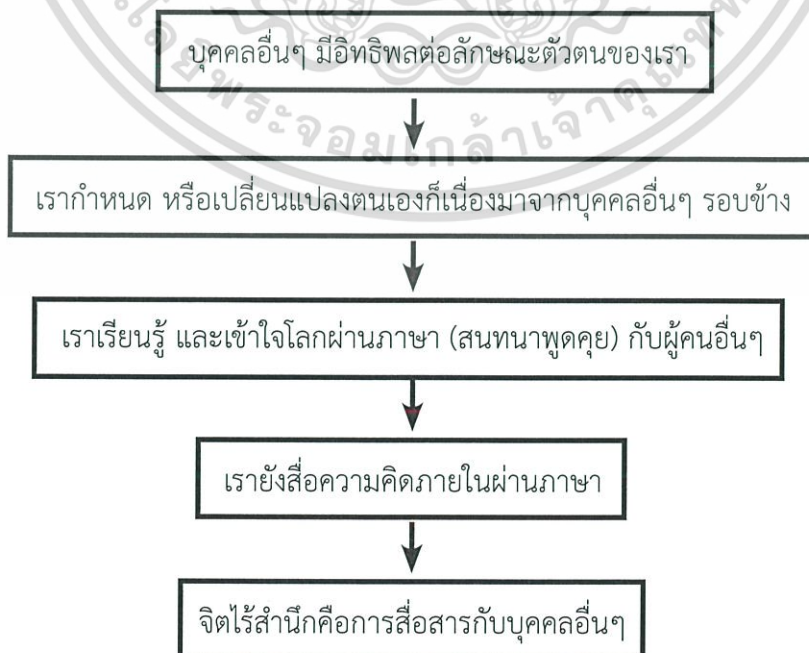 บุคคลอื่นๆ มีอิทธิพลต่อลักษณะตัวตนของเรา
เรากำหนด หรือเปลี่ยนแปลงตนเองก็เนื่องมาจากบุคคลอื่นๆ รอบข้าง
เราเรียนรู้ และเข้าใจโลกผ่านภาษา (สนทนาพูดคุย) กับผู้คนอื่นๆ
เรายังสื่อความคิดภายในผ่านภาษา
จิตไร้สำนึกคือการสื่อสารกับบุคคลอื่นๆ